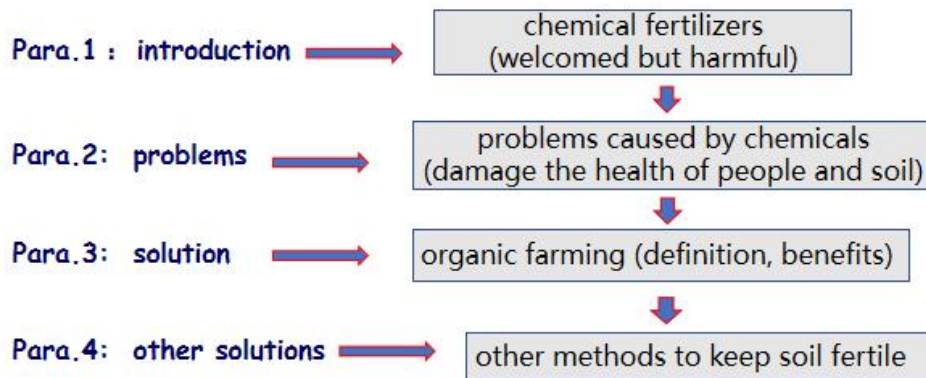 Para.1 : introduction
chemical fertilizers
(welcomed but harmful)
Para.2: problems
problems caused by chemicals
(damage the health of people and soil)
Para.3: solution
organic farming (definition, benefits)
Para.4: other solutions
other methods to keep soil fertile